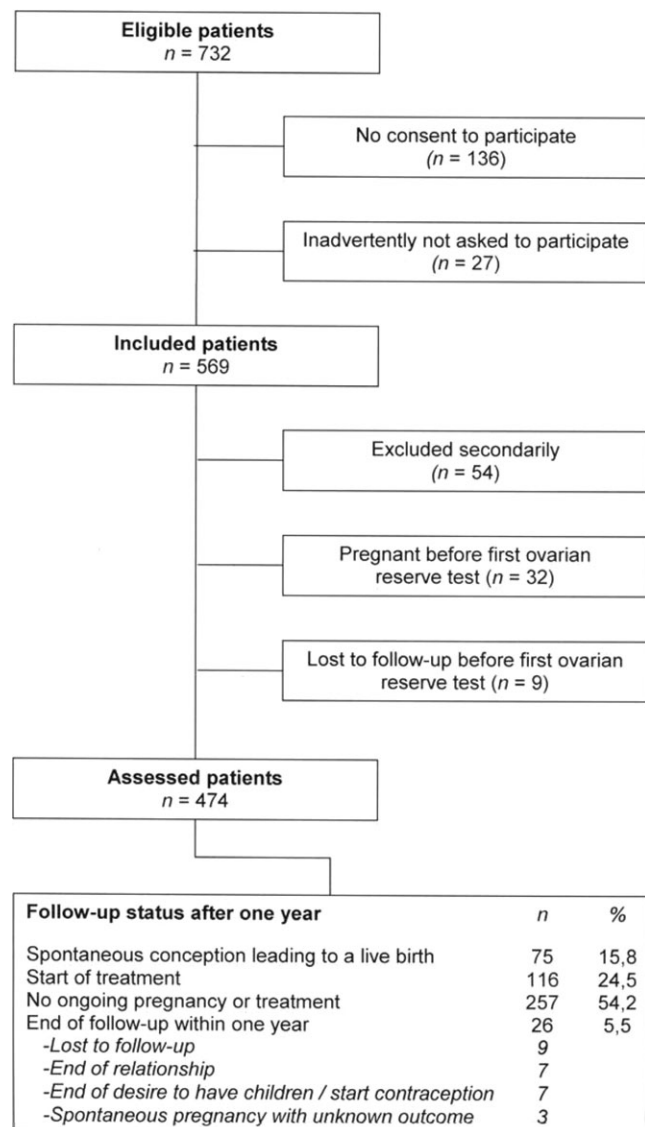 Eligible patients
n = 732
No consent to participate
(n = 136)
Inadvertently not asked to participate
(n = 27)
Included patients
n = 569
Excluded secondarily
(n = 54)
Pregnant before first ovarian
reserve test (n = 32)
Lost to follow-up before first ovarian
reserve test (n = 9)
Assessed patients
n = 474
Follow-up status after one year n %
Spontaneous conception leading to a live birth 75 15,8
Start of treatment 116 24,5
No ongoing pregnancy or treatment 257 54,2
End of follow-up within one year 26 5,5
-Lost to follow-up 9
-End of relationship 7
-End of desire to have children / start contraception 7
-Spontaneous pregnancy with unknown outcome 3